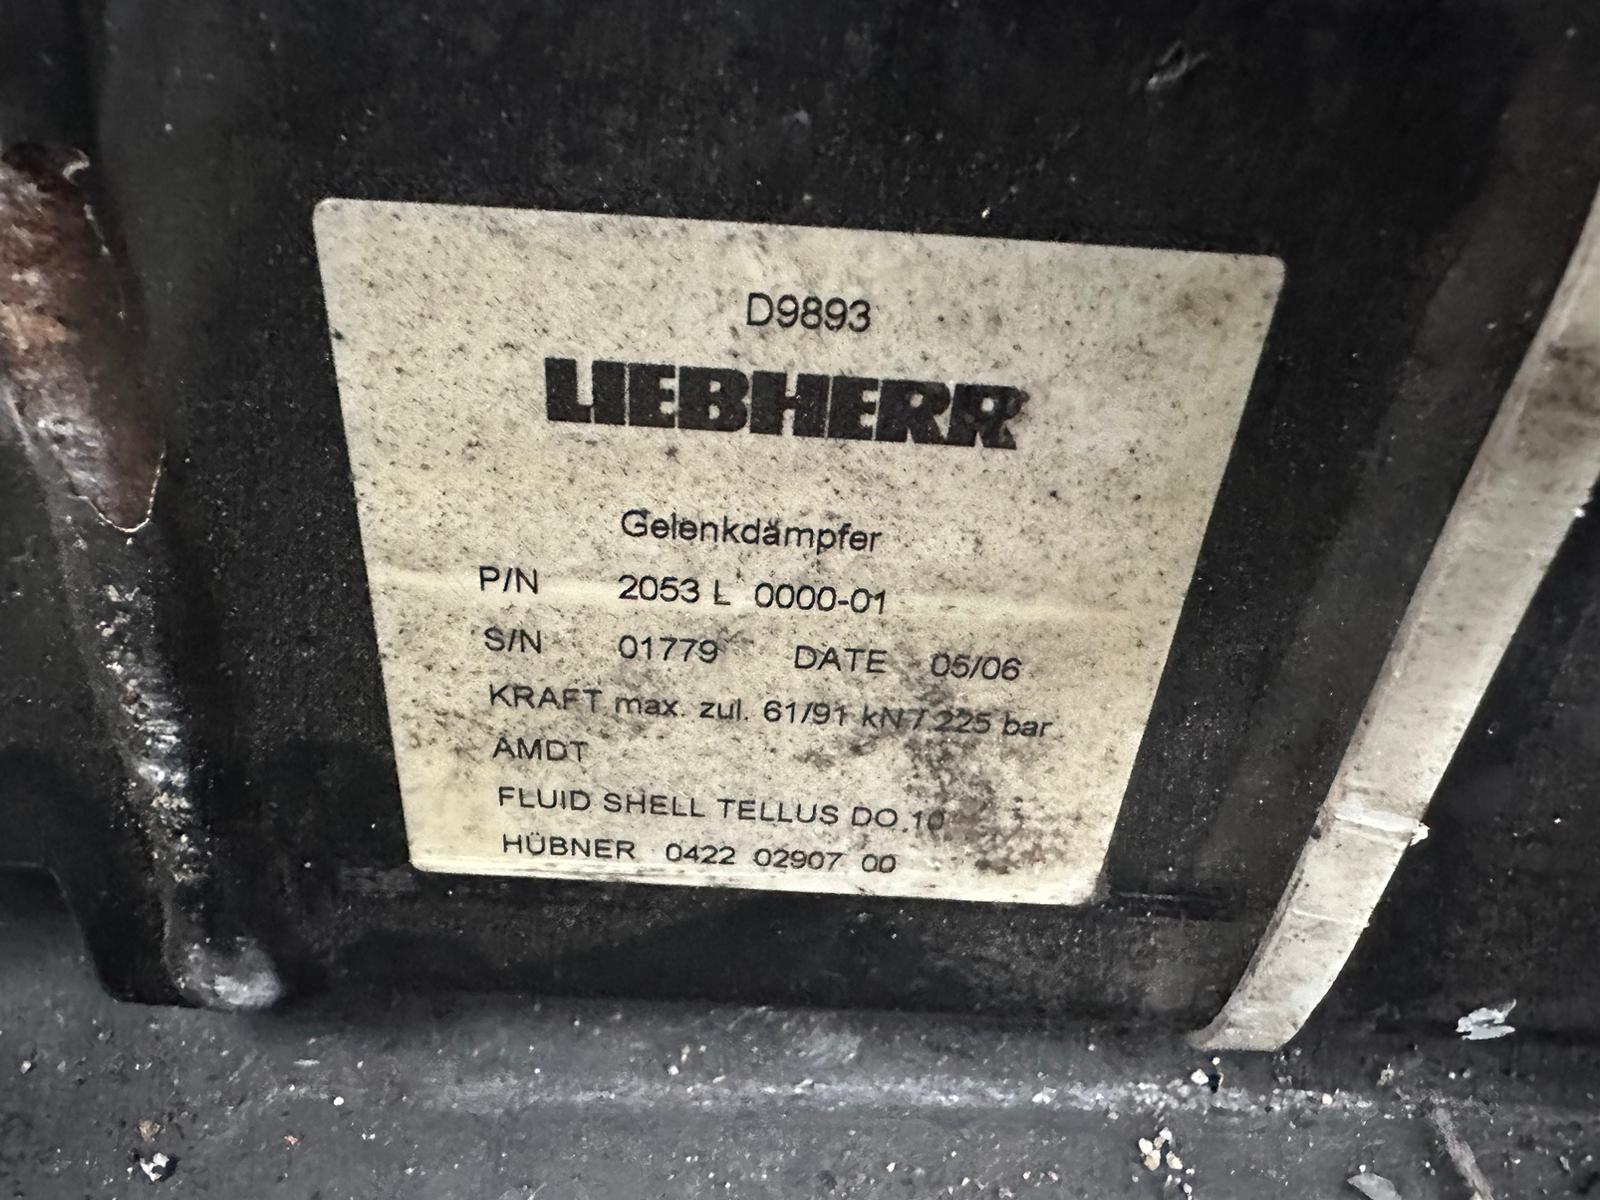 D9893
LIEBHERR
Gelenkdämpfer
P/N 2053 L 0000-01
S/N 01779 DATE 05/06
KRAFT max. zul. 61/91 kN / 225 bar
AMDT
FLUID SHELL TELLUS DO 10
HÜBNER 0422 02907 00